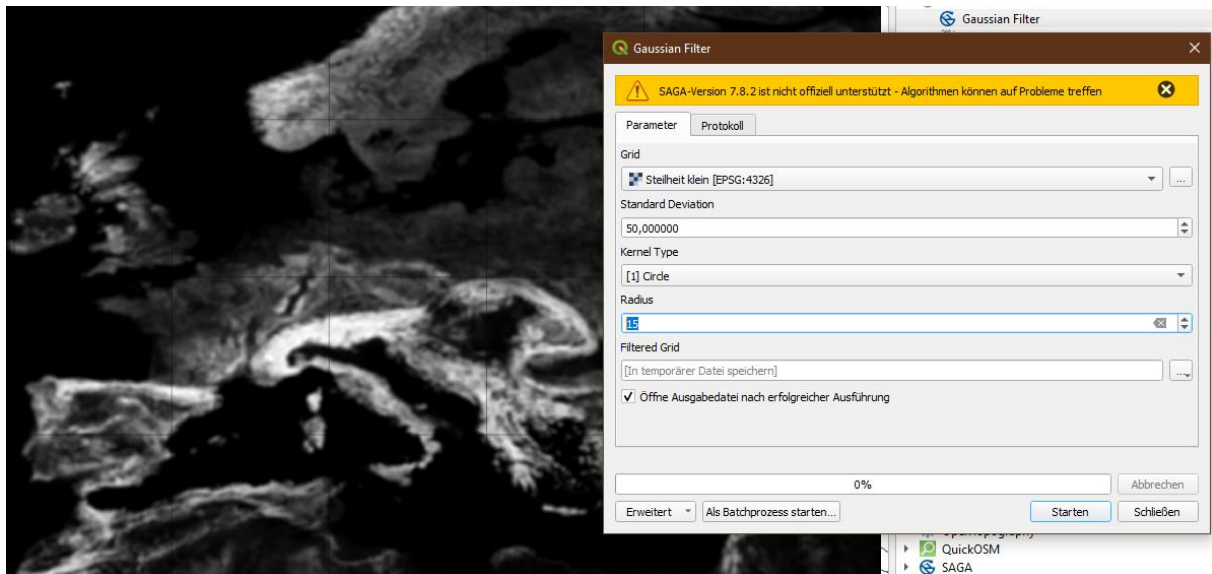 Gaussian Filter
Gaussian Filter
SAGA-Version 7.8.2 ist nicht offiziell unterstützt - Algorithmen können auf Probleme treffen
Parameter Protokoll
Grid
Steilheit klein [EPSG:4326]
...
Standard Deviation
50,000000
Kernel Type
[1] Circle
Radius
15
Filtered Grid
[In temporärer Datei speichern]
...
Öffne Ausgabedatei nach erfolgreicher Ausführung
0%
Abbrechen
Erweitert Als Batchprozess starten... Starten Schließen
QuickOSM
SAGA